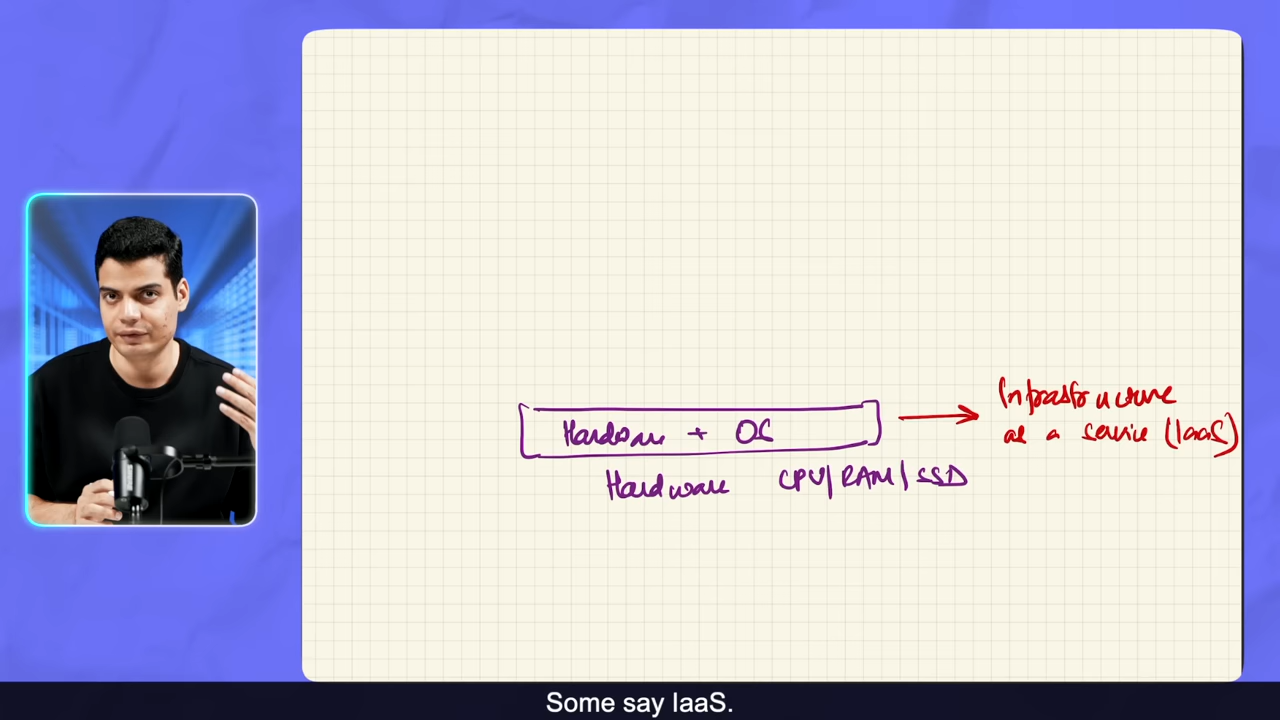 Infrastructure
as a service (IaaS)
Hardware + OS
Hardware CPU/RAM/SSD
Some say IaaS.